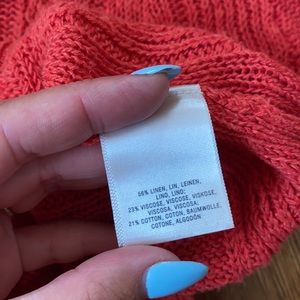 56% LINEN, LIN, LEINEN,
LINO, LINO;
23% VISCOSE, VISCOSE, VISKOSE,
VISCOSA, VISCOSA;
21% COTTON, COTON, BAUMWOLLE,
COTONE, ALGODÓN